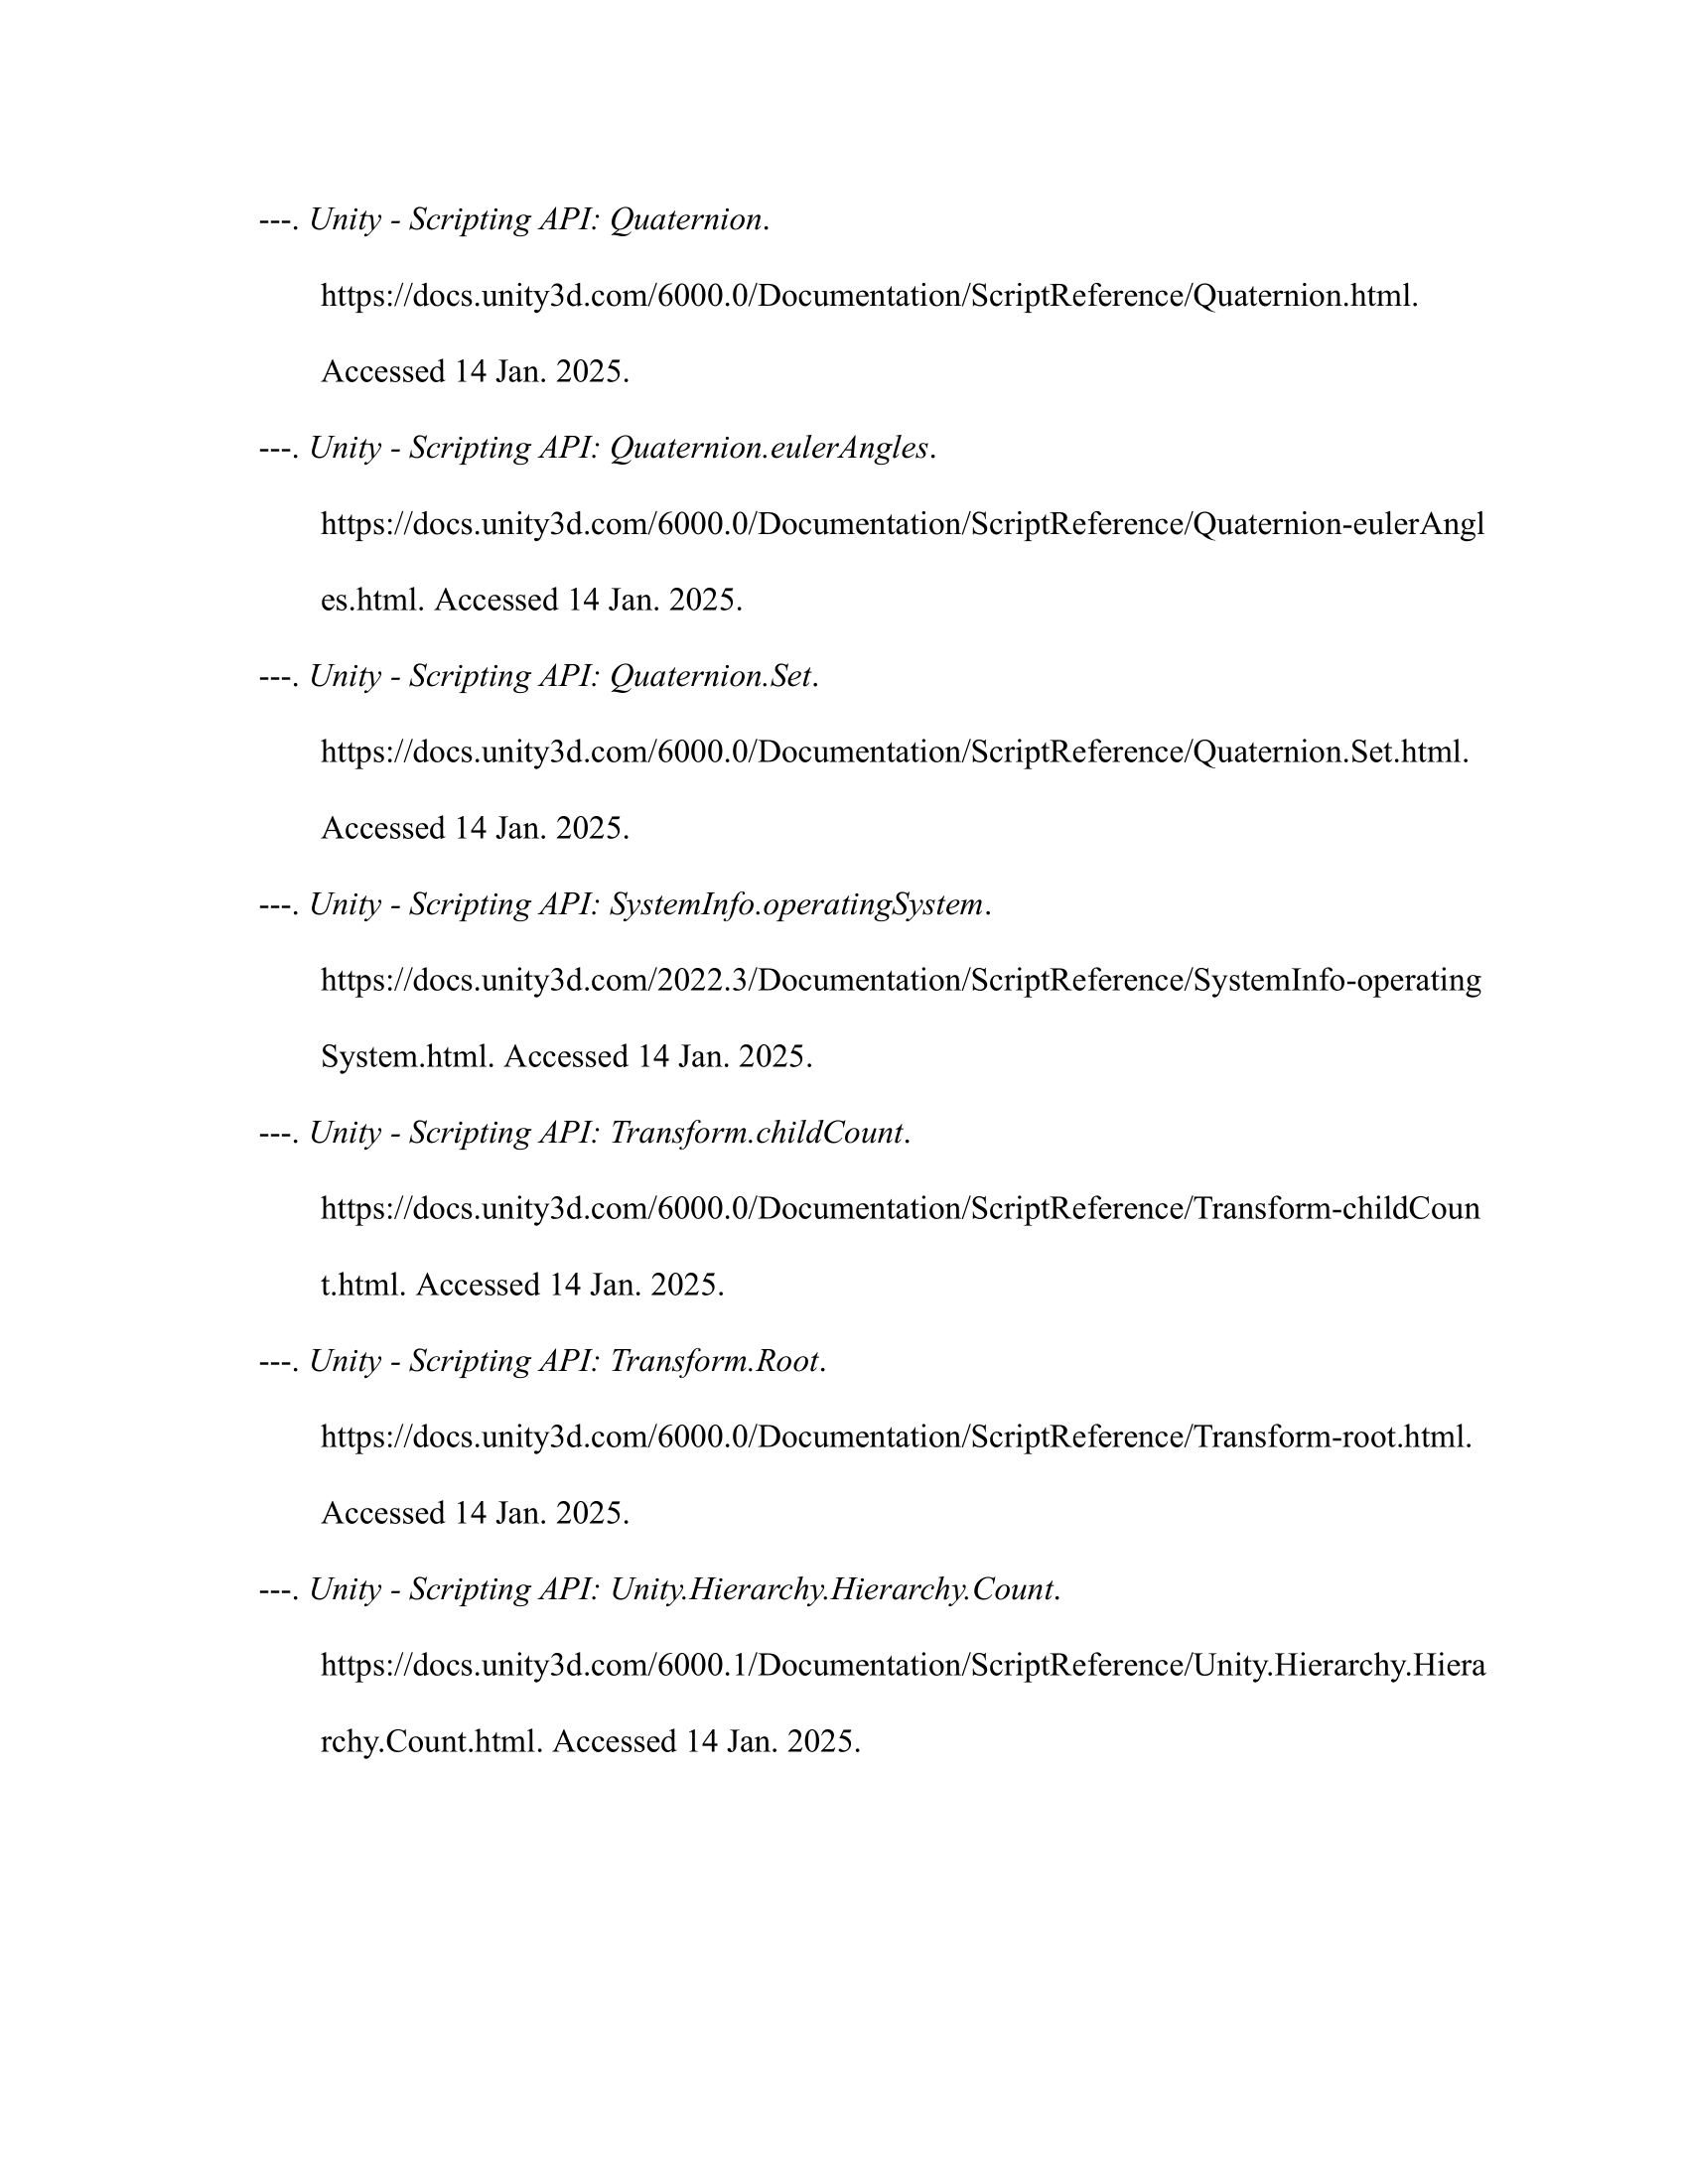 ---. Unity - Scripting API: Quaternion.
https://docs.unity3d.com/6000.0/Documentation/ScriptReference/Quaternion.html.
Accessed 14 Jan. 2025.
---. Unity - Scripting API: Quaternion.eulerAngles.
https://docs.unity3d.com/6000.0/Documentation/ScriptReference/Quaternion-eulerAngl
es.html. Accessed 14 Jan. 2025.
---. Unity - Scripting API: Quaternion.Set.
https://docs.unity3d.com/6000.0/Documentation/ScriptReference/Quaternion.Set.html.
Accessed 14 Jan. 2025.
---. Unity - Scripting API: SystemInfo.operatingSystem.
https://docs.unity3d.com/2022.3/Documentation/ScriptReference/SystemInfo-operating
System.html. Accessed 14 Jan. 2025.
---. Unity - Scripting API: Transform.childCount.
https://docs.unity3d.com/6000.0/Documentation/ScriptReference/Transform-childCoun
t.html. Accessed 14 Jan. 2025.
---. Unity - Scripting API: Transform.Root.
https://docs.unity3d.com/6000.0/Documentation/ScriptReference/Transform-root.html.
Accessed 14 Jan. 2025.
---. Unity - Scripting API: Unity.Hierarchy.Hierarchy.Count.
https://docs.unity3d.com/6000.1/Documentation/ScriptReference/Unity.Hierarchy.Hiera
rchy.Count.html. Accessed 14 Jan. 2025.